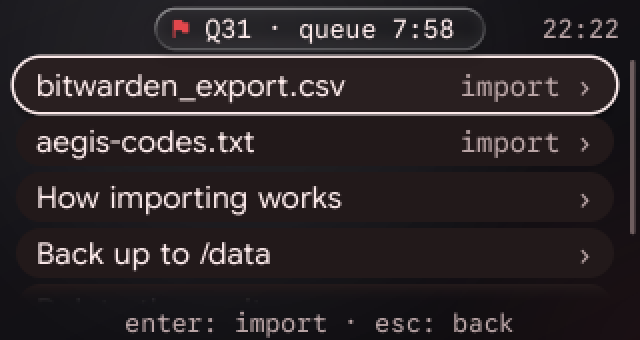 Q31 · queue 7:58
22:22
bitwarden_export.csv import ›
aegis-codes.txt import ›
How importing works ›
Back up to /data ›
enter: import · esc: back